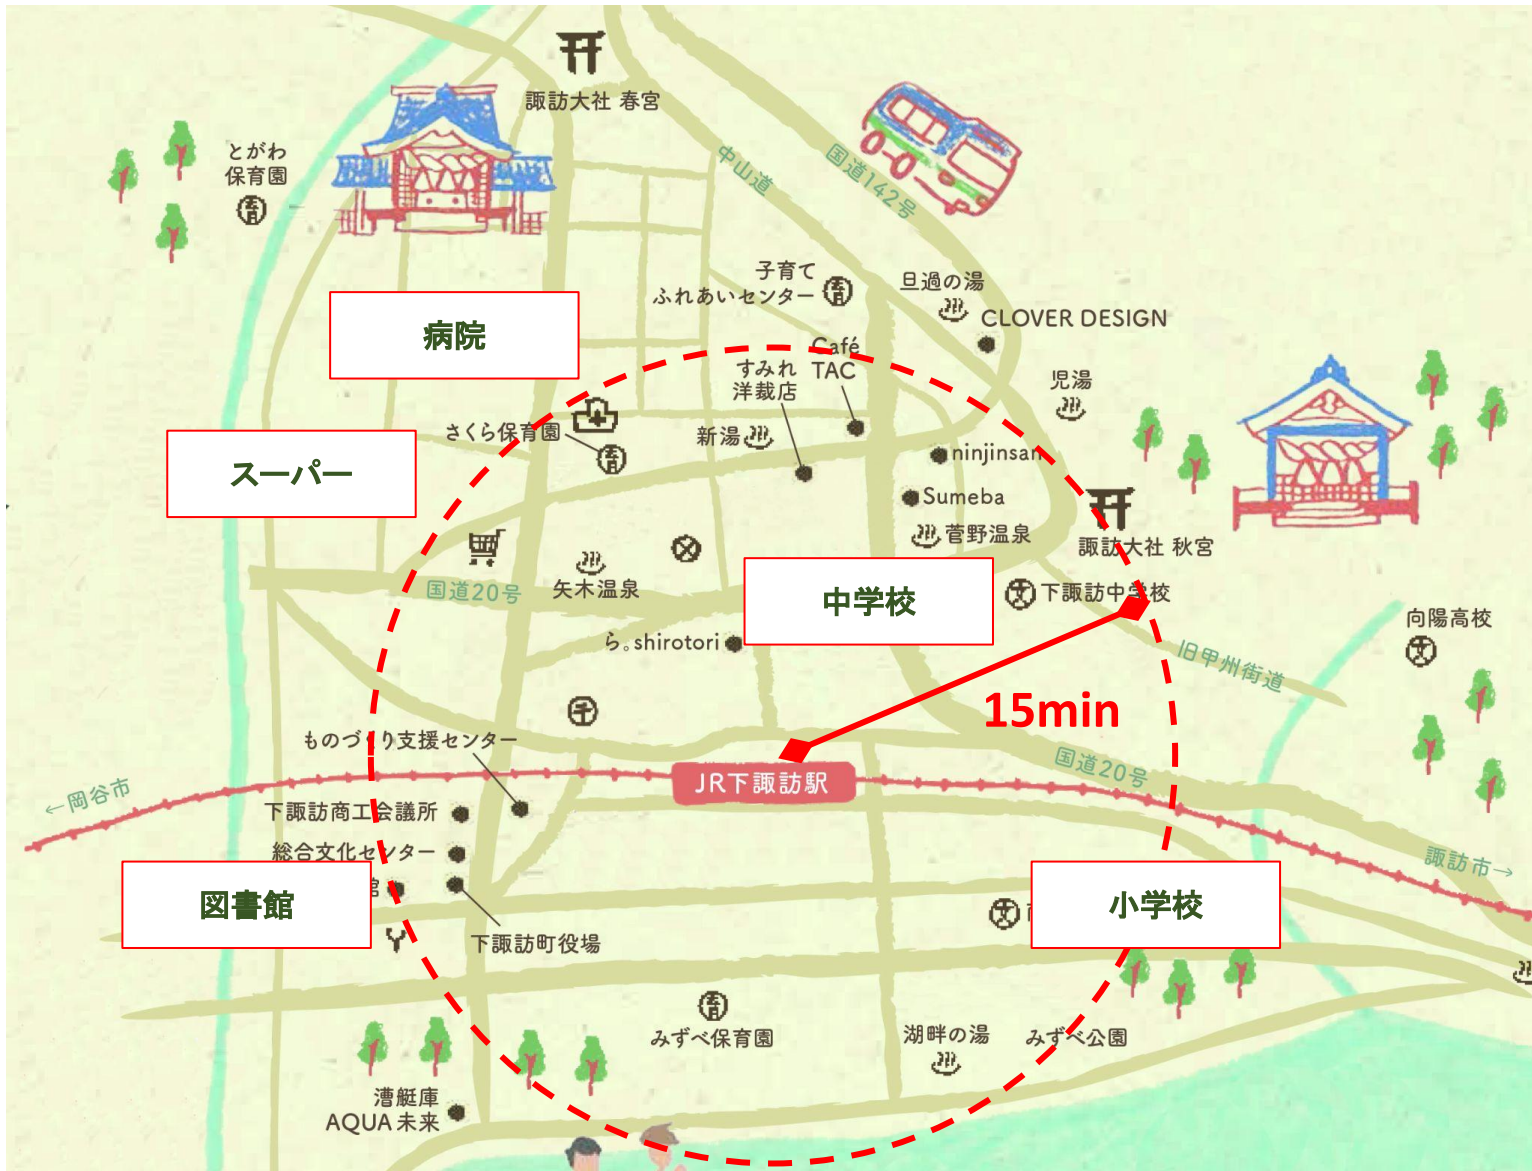 諏訪大社 春宮
とがわ
保育園
中山道
国道142号
子育て
ふれあいセンター
旦過の湯
CLOVER DESIGN
病院
Café
TAC
すみれ
洋裁店
児湯
さくら保育園
新湯
ninjinsan
スーパー
Sumeba
菅野温泉
諏訪大社 秋宮
国道20号
矢木温泉
中学校
下諏訪中学校
向陽高校
ら。shirotori
旧甲州街道
15min
ものづくり支援センター
国道20号
JR下諏訪駅
←岡谷市
下諏訪商工会議所
総合文化センター
諏訪市→
図書館
館
小学校
下諏訪町役場
みずべ保育園
湖畔の湯
みずべ公園
漕艇庫
AQUA未来